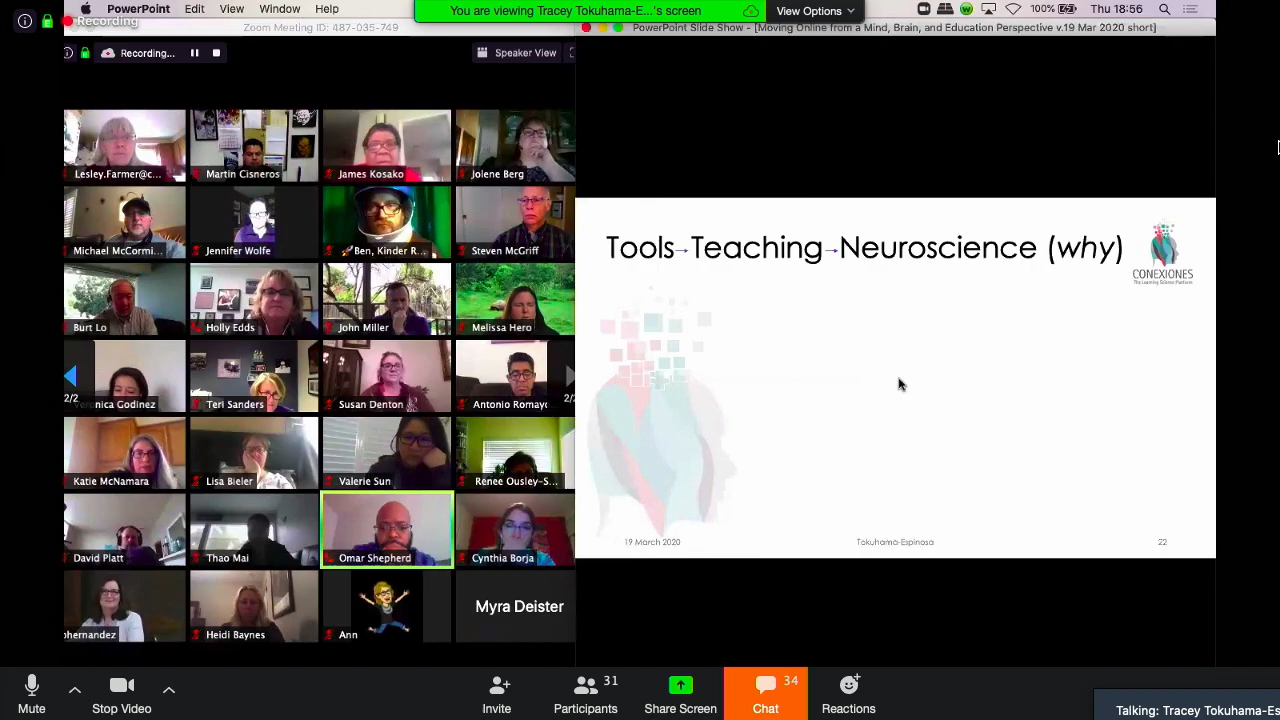 PowerPoint Edit View Window Help
You are viewing Tracey Tokuhama-E...'s screen
View Options
100%
Thu 18:56
Recording
Zoom Meeting ID: 487-035-749
PowerPoint Slide Show - [Moving Online from a Mind, Brain, and Education Perspective v.19 Mar 2020 short]
Recording...
Speaker View
Lesley.Farmer@c...
Martin Cisneros
James Kosako
Jolene Berg
Michael McCormi...
Jennifer Wolfe
🚀Ben, Kinder R...
Steven McGriff
Burt Lo
Holly Edds
John Miller
Melissa Hero
2/2
Veronica Godinez
Teri Sanders
Susan Denton
Antonio Romayo
2/
Katie McNamara
Lisa Bieler
Valerie Sun
Renee Ousley-S...
David Platt
Thao Mai
Omar Shepherd
Cynthia Borja
ohernandez
Heidi Baynes
Ann
Myra Deister
Tools→Teaching→Neuroscience (why)
CONEXIONES
The Learning Science Platform
19 March 2020
Tokuhama-Espinosa
22
Mute
Stop Video
Invite
Participants
31
Share Screen
Chat
34
Reactions
Talking: Tracey Tokuhama-Es